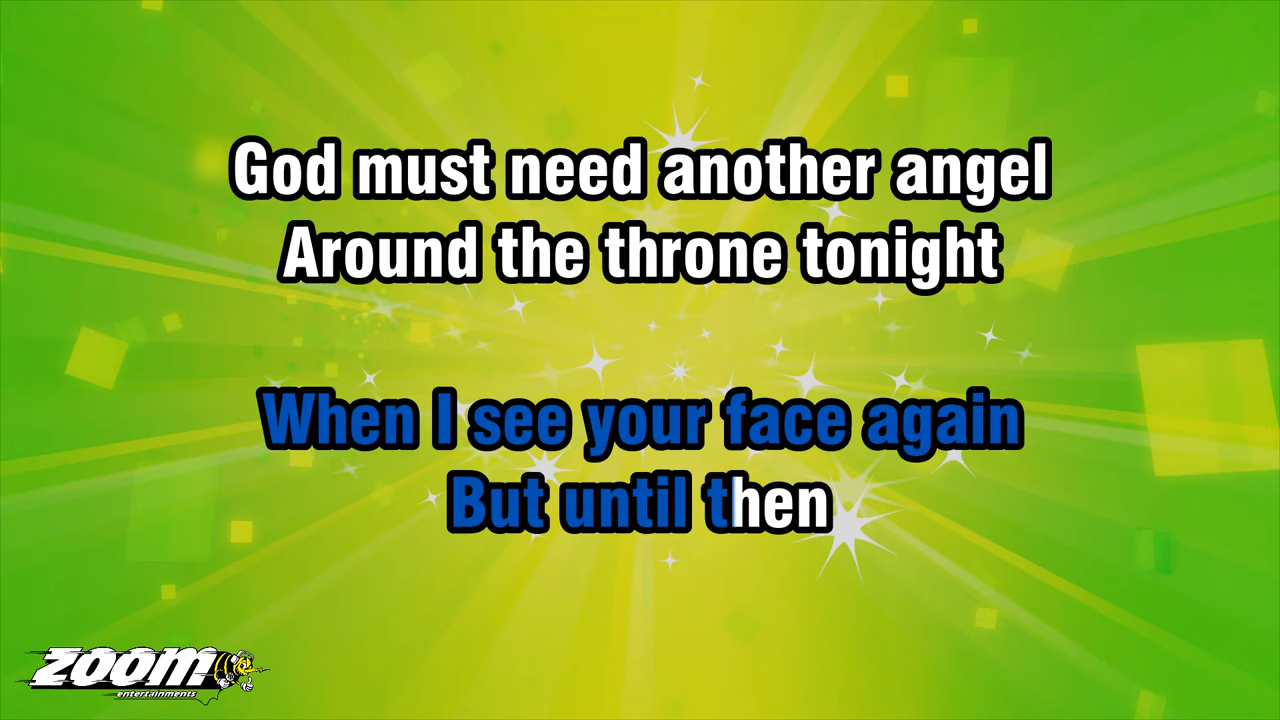 God must need another angel
Around the throne tonight
When I see your face again
But until then
zoom
entertainments